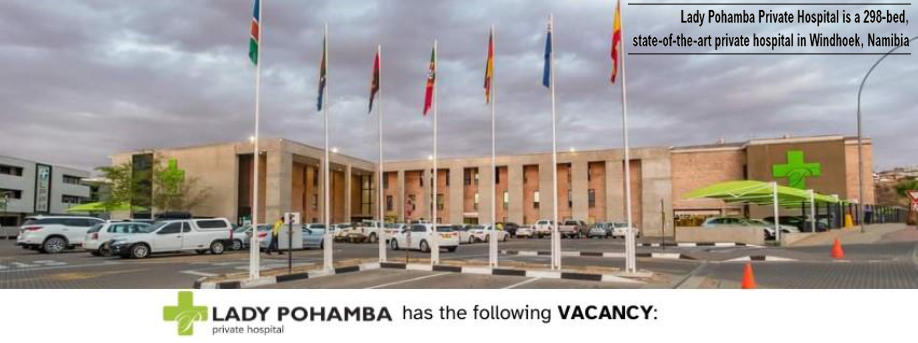 Lady Pohamba Private Hospital is a 298-bed,
state-of-the-art private hospital in Windhoek, Namibia
LADY POHAMBA has the following VACANCY:
private hospital